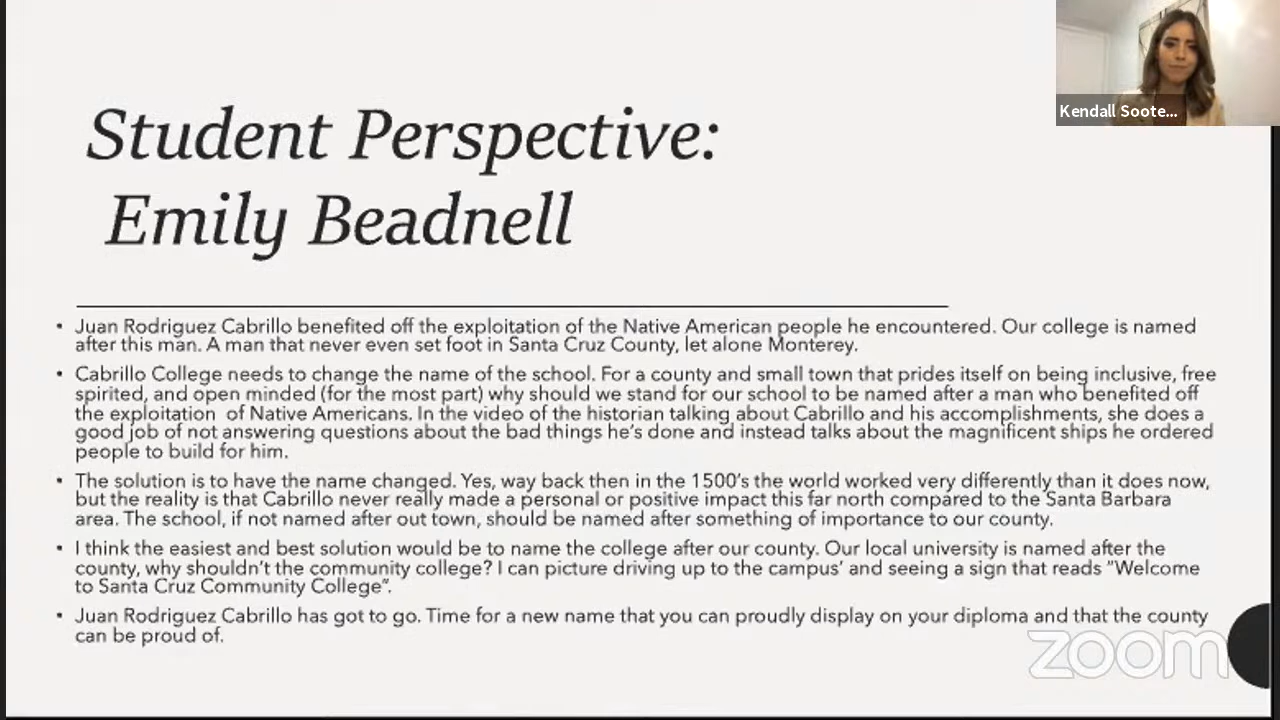 Kendall Soote...
Student Perspective:
Emily Beadnell
• Juan Rodriguez Cabrillo benefited off the exploitation of the Native American people he encountered. Our college is named
after this man. A man that never even set foot in Santa Cruz County, let alone Monterey.
• Cabrillo College needs to change the name of the school. For a county and small town that prides itself on being inclusive, free
spirited, and open minded (for the most part) why should we stand for our school to be named after a man who benefited off
the exploitation of Native Americans. In the video of the historian talking about Cabrillo and his accomplishments, she does a
good job of not answering questions about the bad things he's done and instead talks about the magnificent ships he ordered
people to build for him.
• The solution is to have the name changed. Yes, way back then in the 1500's the world worked very differently than it does now,
but the reality is that Cabrillo never really made a personal or positive impact this far north compared to the Santa Barbara
area. The school, if not named after out town, should be named after something of importance to our county.
• I think the easiest and best solution would be to name the college after our county. Our local university is named after the
county, why shouldn't the community college? I can picture driving up to the campus' and seeing a sign that reads "Welcome
to Santa Cruz Community College".
• Juan Rodriguez Cabrillo has got to go. Time for a new name that you can proudly display on your diploma and that the county
can be proud of.
zoom